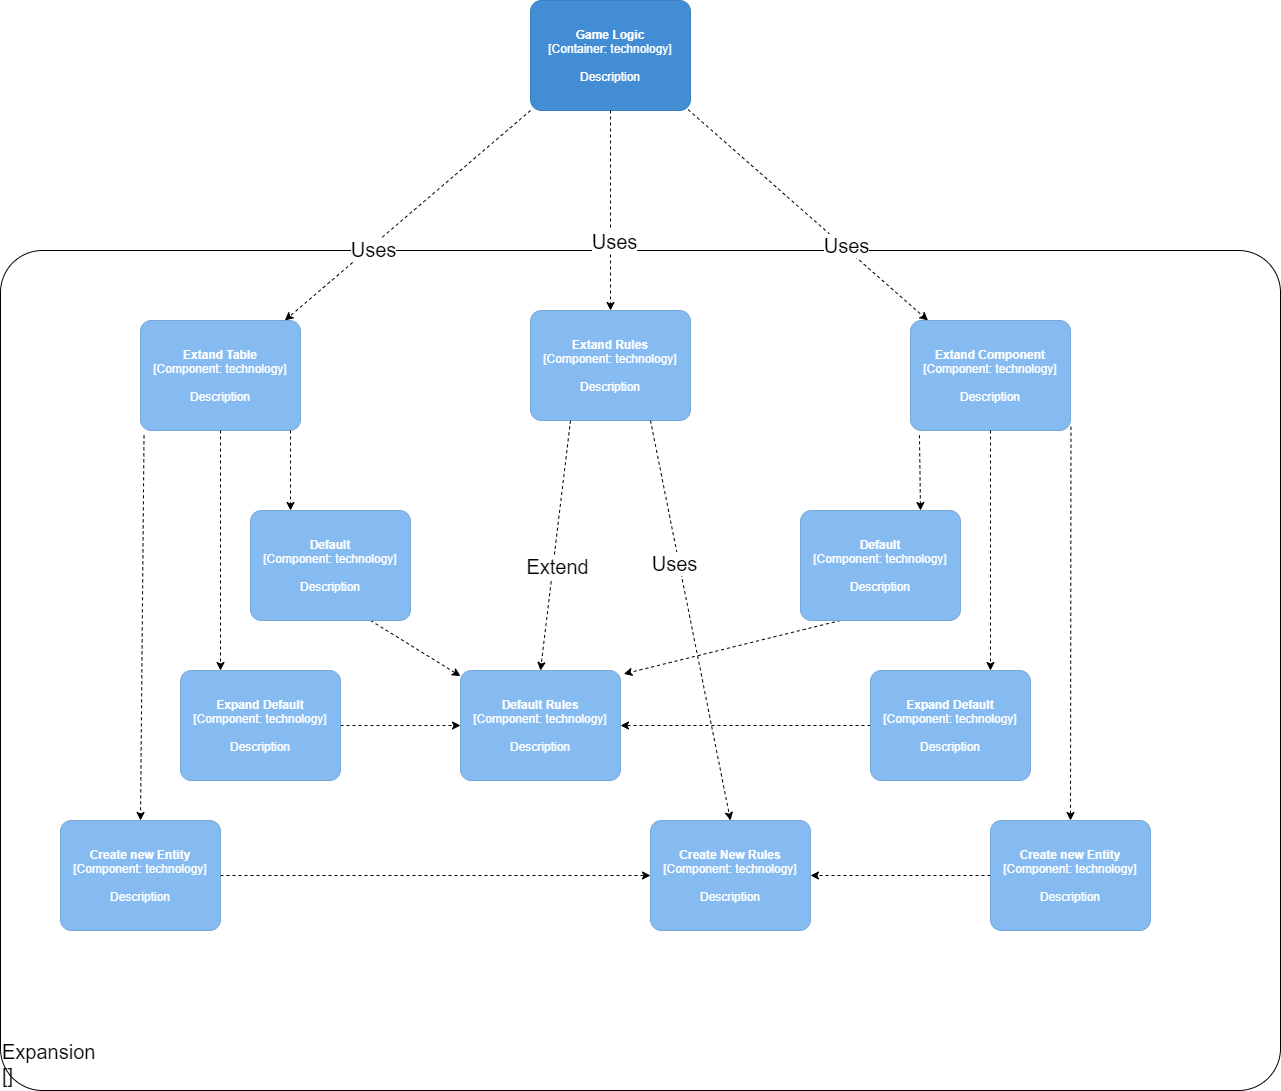 Game Logic
[Container: technology]
Description
Uses
Uses
Uses
Extand Table
[Component: technology]
Description
Extand Rules
[Component: technology]
Description
Extand Component
[Component: technology]
Description
Default
[Component: technology]
Description
Extend
Uses
Default
[Component: technology]
Description
Expand Default
[Component: technology]
Description
Default Rules
[Component: technology]
Description
Expand Default
[Component: technology]
Description
Create new Entity
[Component: technology]
Description
Create New Rules
[Component: technology]
Description
Create new Entity
[Component: technology]
Description
Expansion
[]